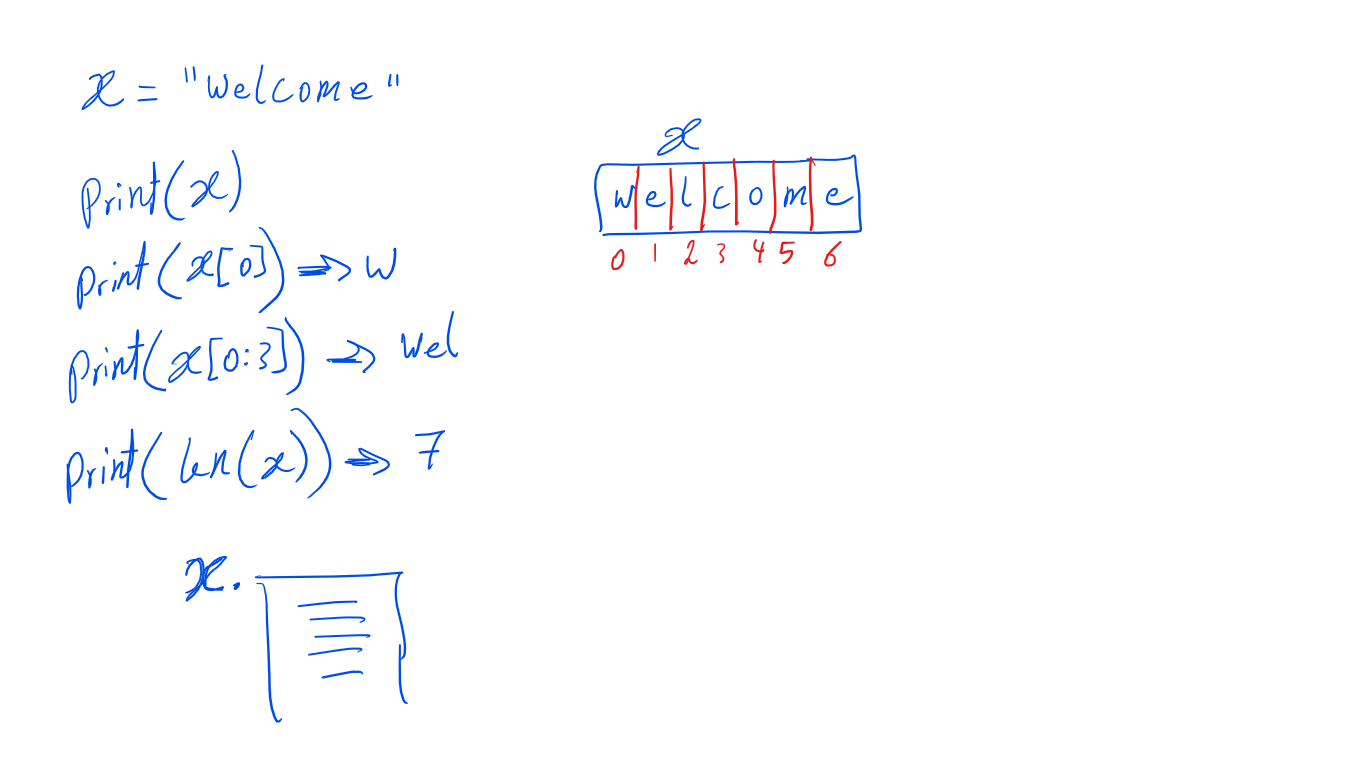 x = "Welcome"
print(x)
print(x[0]) => W
print(x[0:3]) => Wel
print(len(x)) => 7
x.
x
W e l c o m e
0 1 2 3 4 5 6